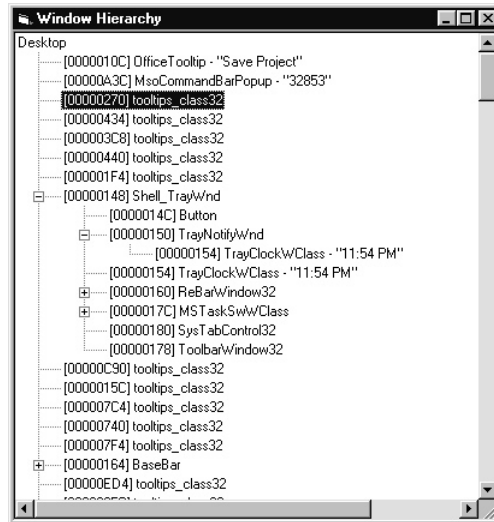 Window Hierarchy
Desktop
[0000010C] OfficeTooltip - "Save Project"
[00000A3C] MsoCommandBarPopup - "32853"
[00000270] tooltips_class32
[00000434] tooltips_class32
[000003C8] tooltips_class32
[00000440] tooltips_class32
[000001F4] tooltips_class32
[00000148] Shell_TrayWnd
[0000014C] Button
[00000150] TrayNotifyWnd
[00000154] TrayClockWClass - "11:54 PM"
[00000154] TrayClockWClass - "11:54 PM"
[00000160] ReBarWindow32
[0000017C] MSTaskSwWClass
[00000180] SysTabControl32
[00000178] ToolbarWindow32
[00000C90] tooltips_class32
[0000015C] tooltips_class32
[000007C4] tooltips_class32
[00000740] tooltips_class32
[000007F4] tooltips_class32
[00000164] BaseBar
[00000ED4] tooltips_class32